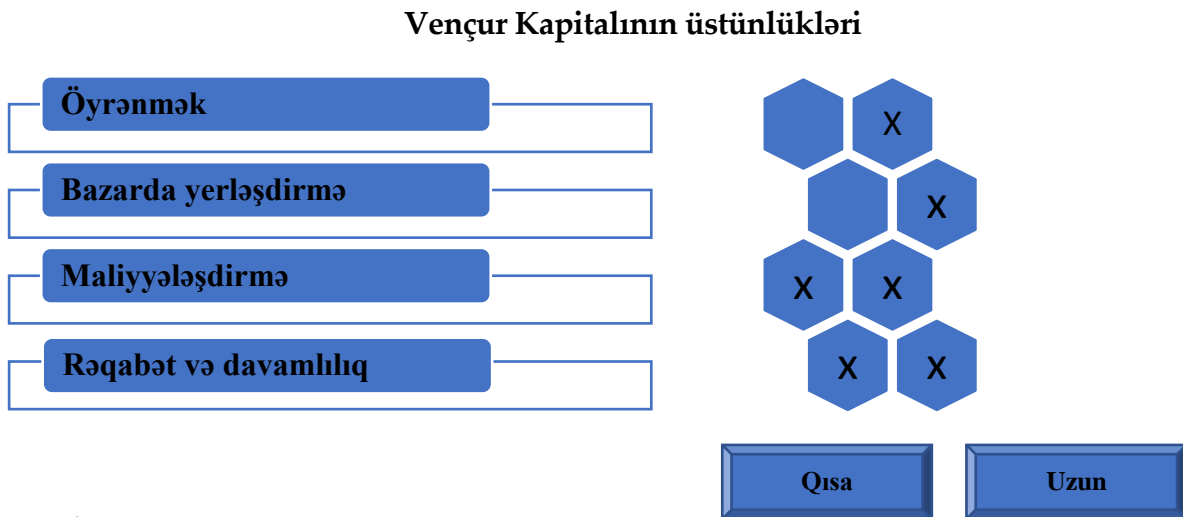 Vençur Kapitalının üstünlükləri
Öyrənmək
X
Bazarda yerləşdirmə
X
Maliyyələşdirmə
X X
Rəqabət və davamlılıq
X X
Qısa
Uzun